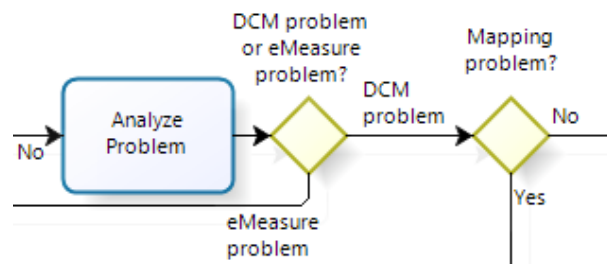 DCM problem
or eMeasure
problem?
Mapping
problem?
DCM
problem
No
Analyze
Problem
No
Yes
eMeasure
problem